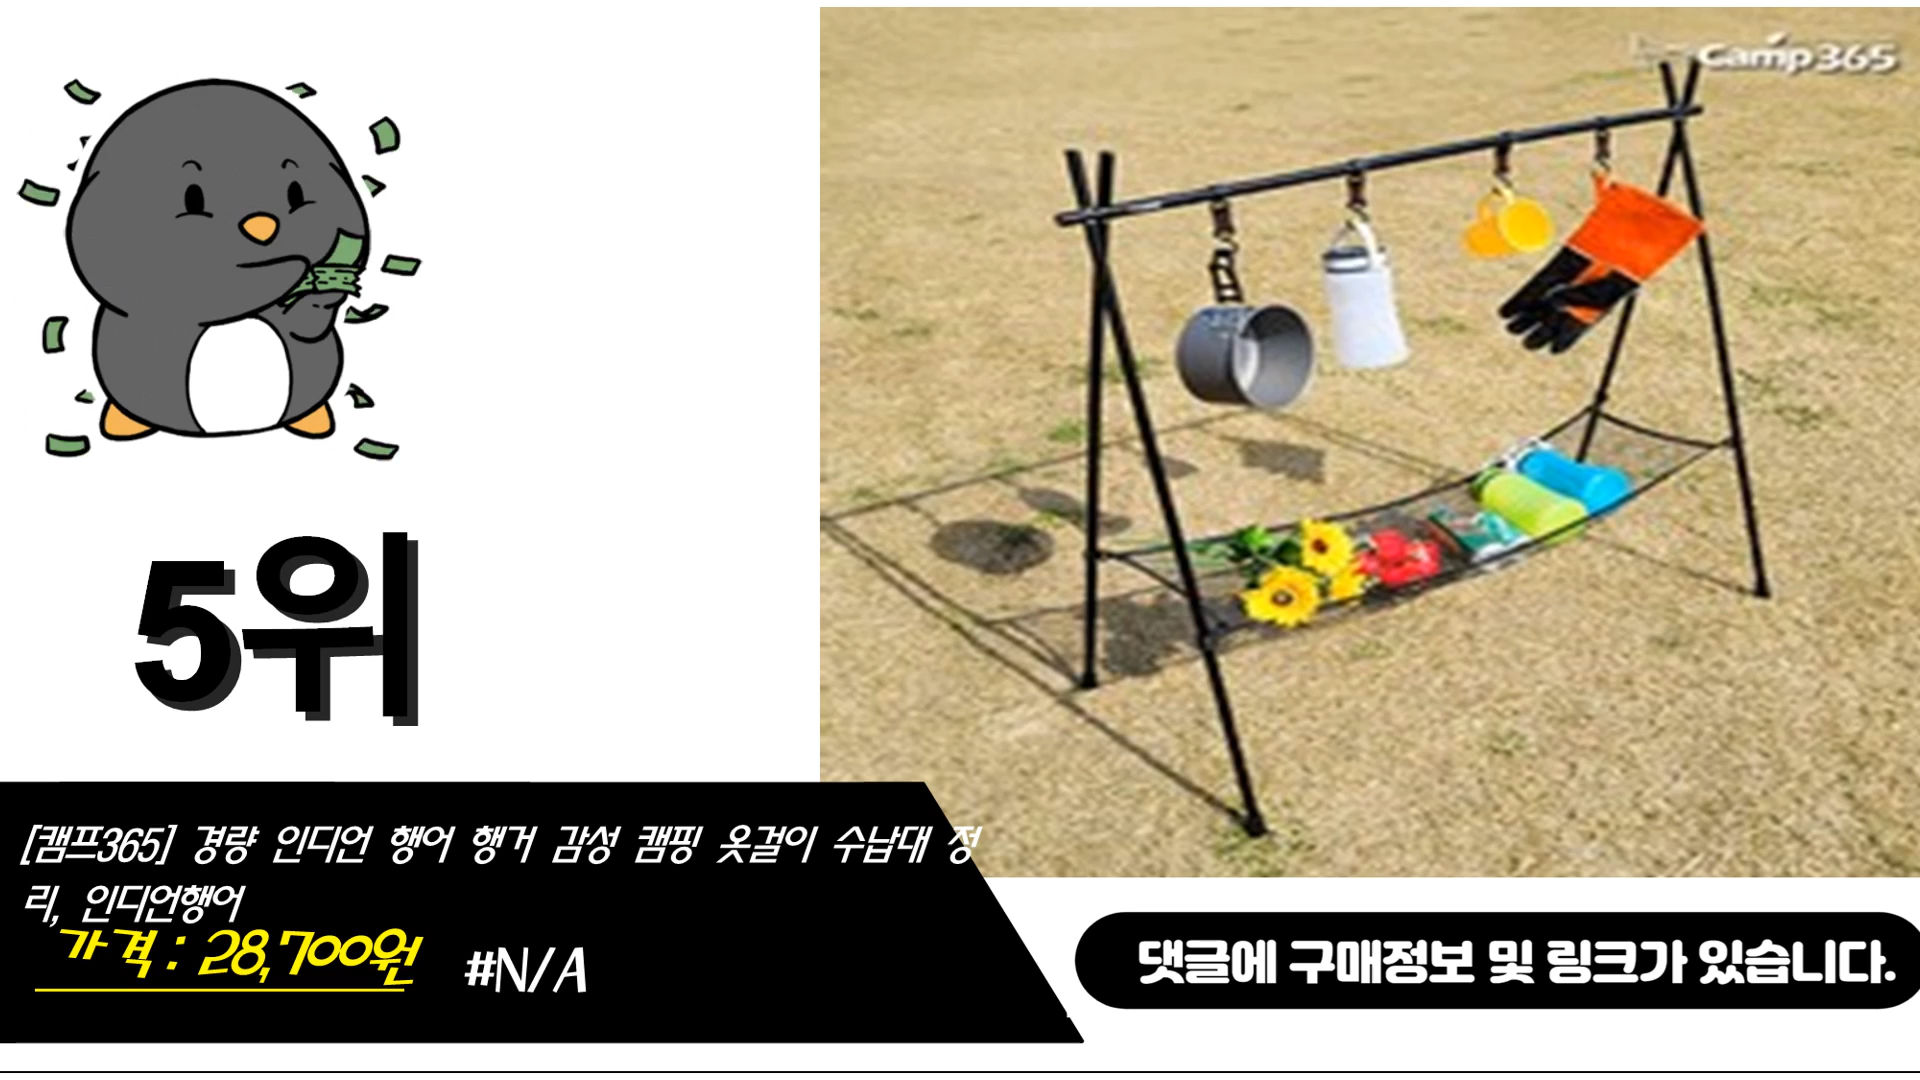 Camp365
5위
[캠프365] 경량 인디언 행어 행거 감성 캠핑 옷걸이 수납대 정
리, 인디언행어
가격 : 28,700원
#N/A
댓글에 구매정보 및 링크가 있습니다.